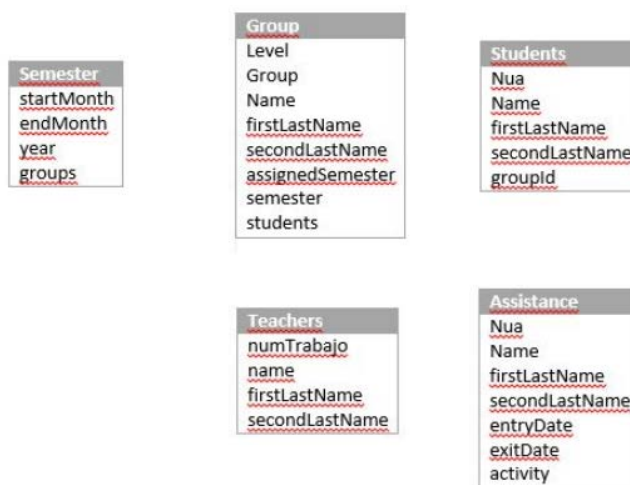 Semester
startMonth
endMonth
year
groups
Group
Level
Group
Name
firstLastName
secondLastName
assignedSemester
semester
students
Students
Nua
Name
firstLastName
secondLastName
groupId
Teachers
numTrabajo
name
firstLastName
secondLastName
Assistance
Nua
Name
firstLastName
secondLastName
entryDate
exitDate
activity